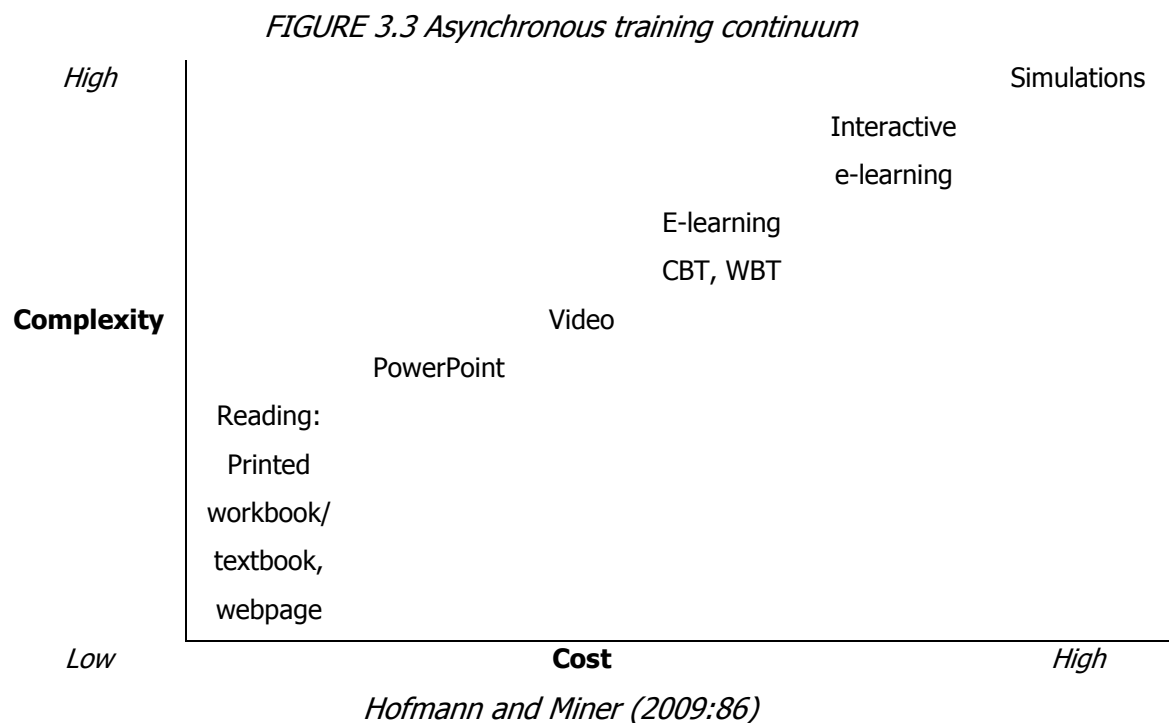 FIGURE 3.3 Asynchronous training continuum
High
Simulations
Interactive
e-learning
E-learning
CBT, WBT
Complexity
Video
PowerPoint
Reading:
Printed
workbook/
textbook,
webpage
Low
Cost
High
Hofmann and Miner (2009:86)